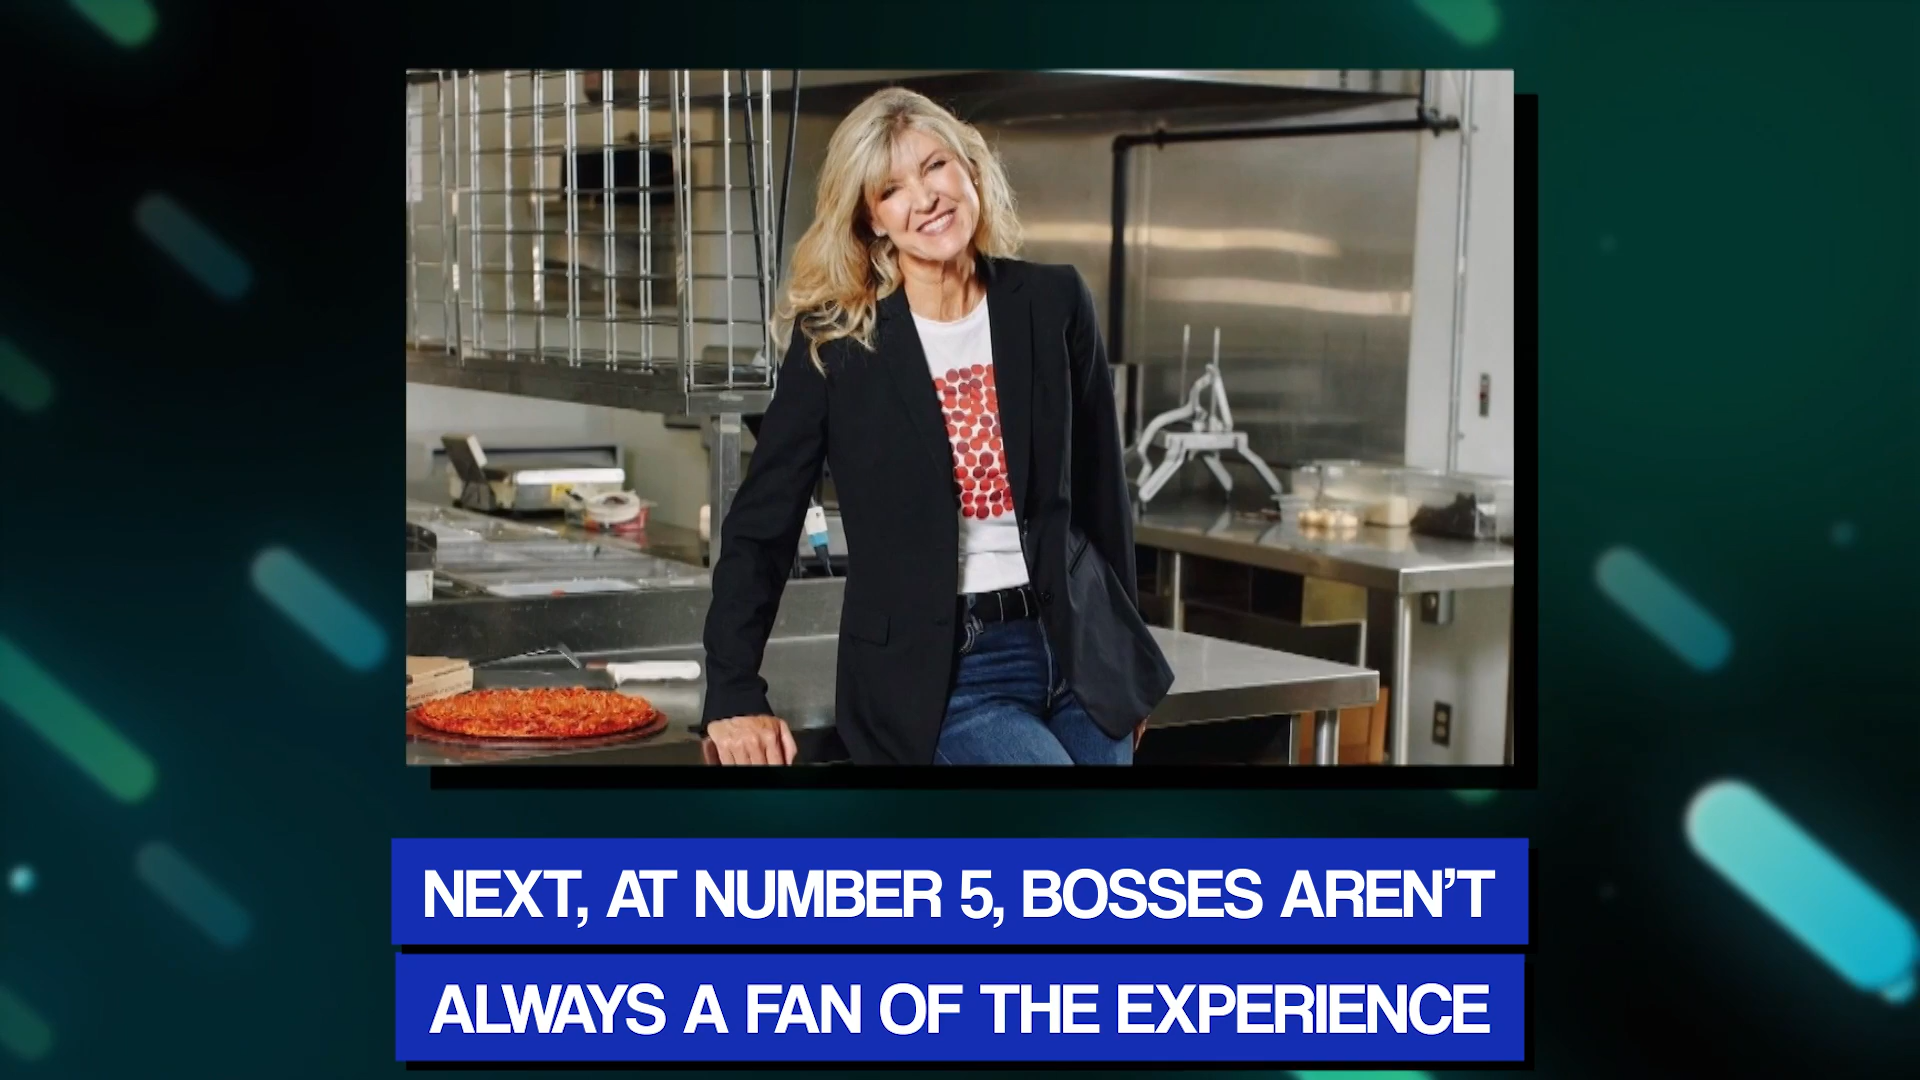 NEXT, AT NUMBER 5, BOSSES AREN’T
ALWAYS A FAN OF THE EXPERIENCE